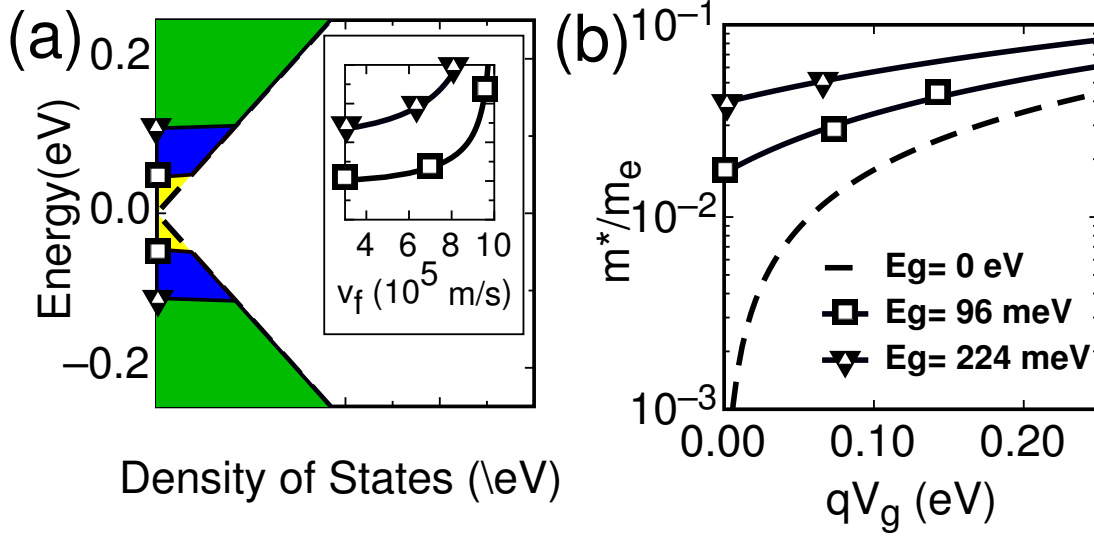 (a)
0.2
0.0
−0.2
Energy(eV)
4 6 8 10
v_f (10^5 m/s)
Density of States (\eV)
(b)
10^−1
10^−2
10^−3
m*/m_e
Eg= 0 eV
Eg= 96 meV
Eg= 224 meV
0.00 0.10 0.20
qV_g (eV)